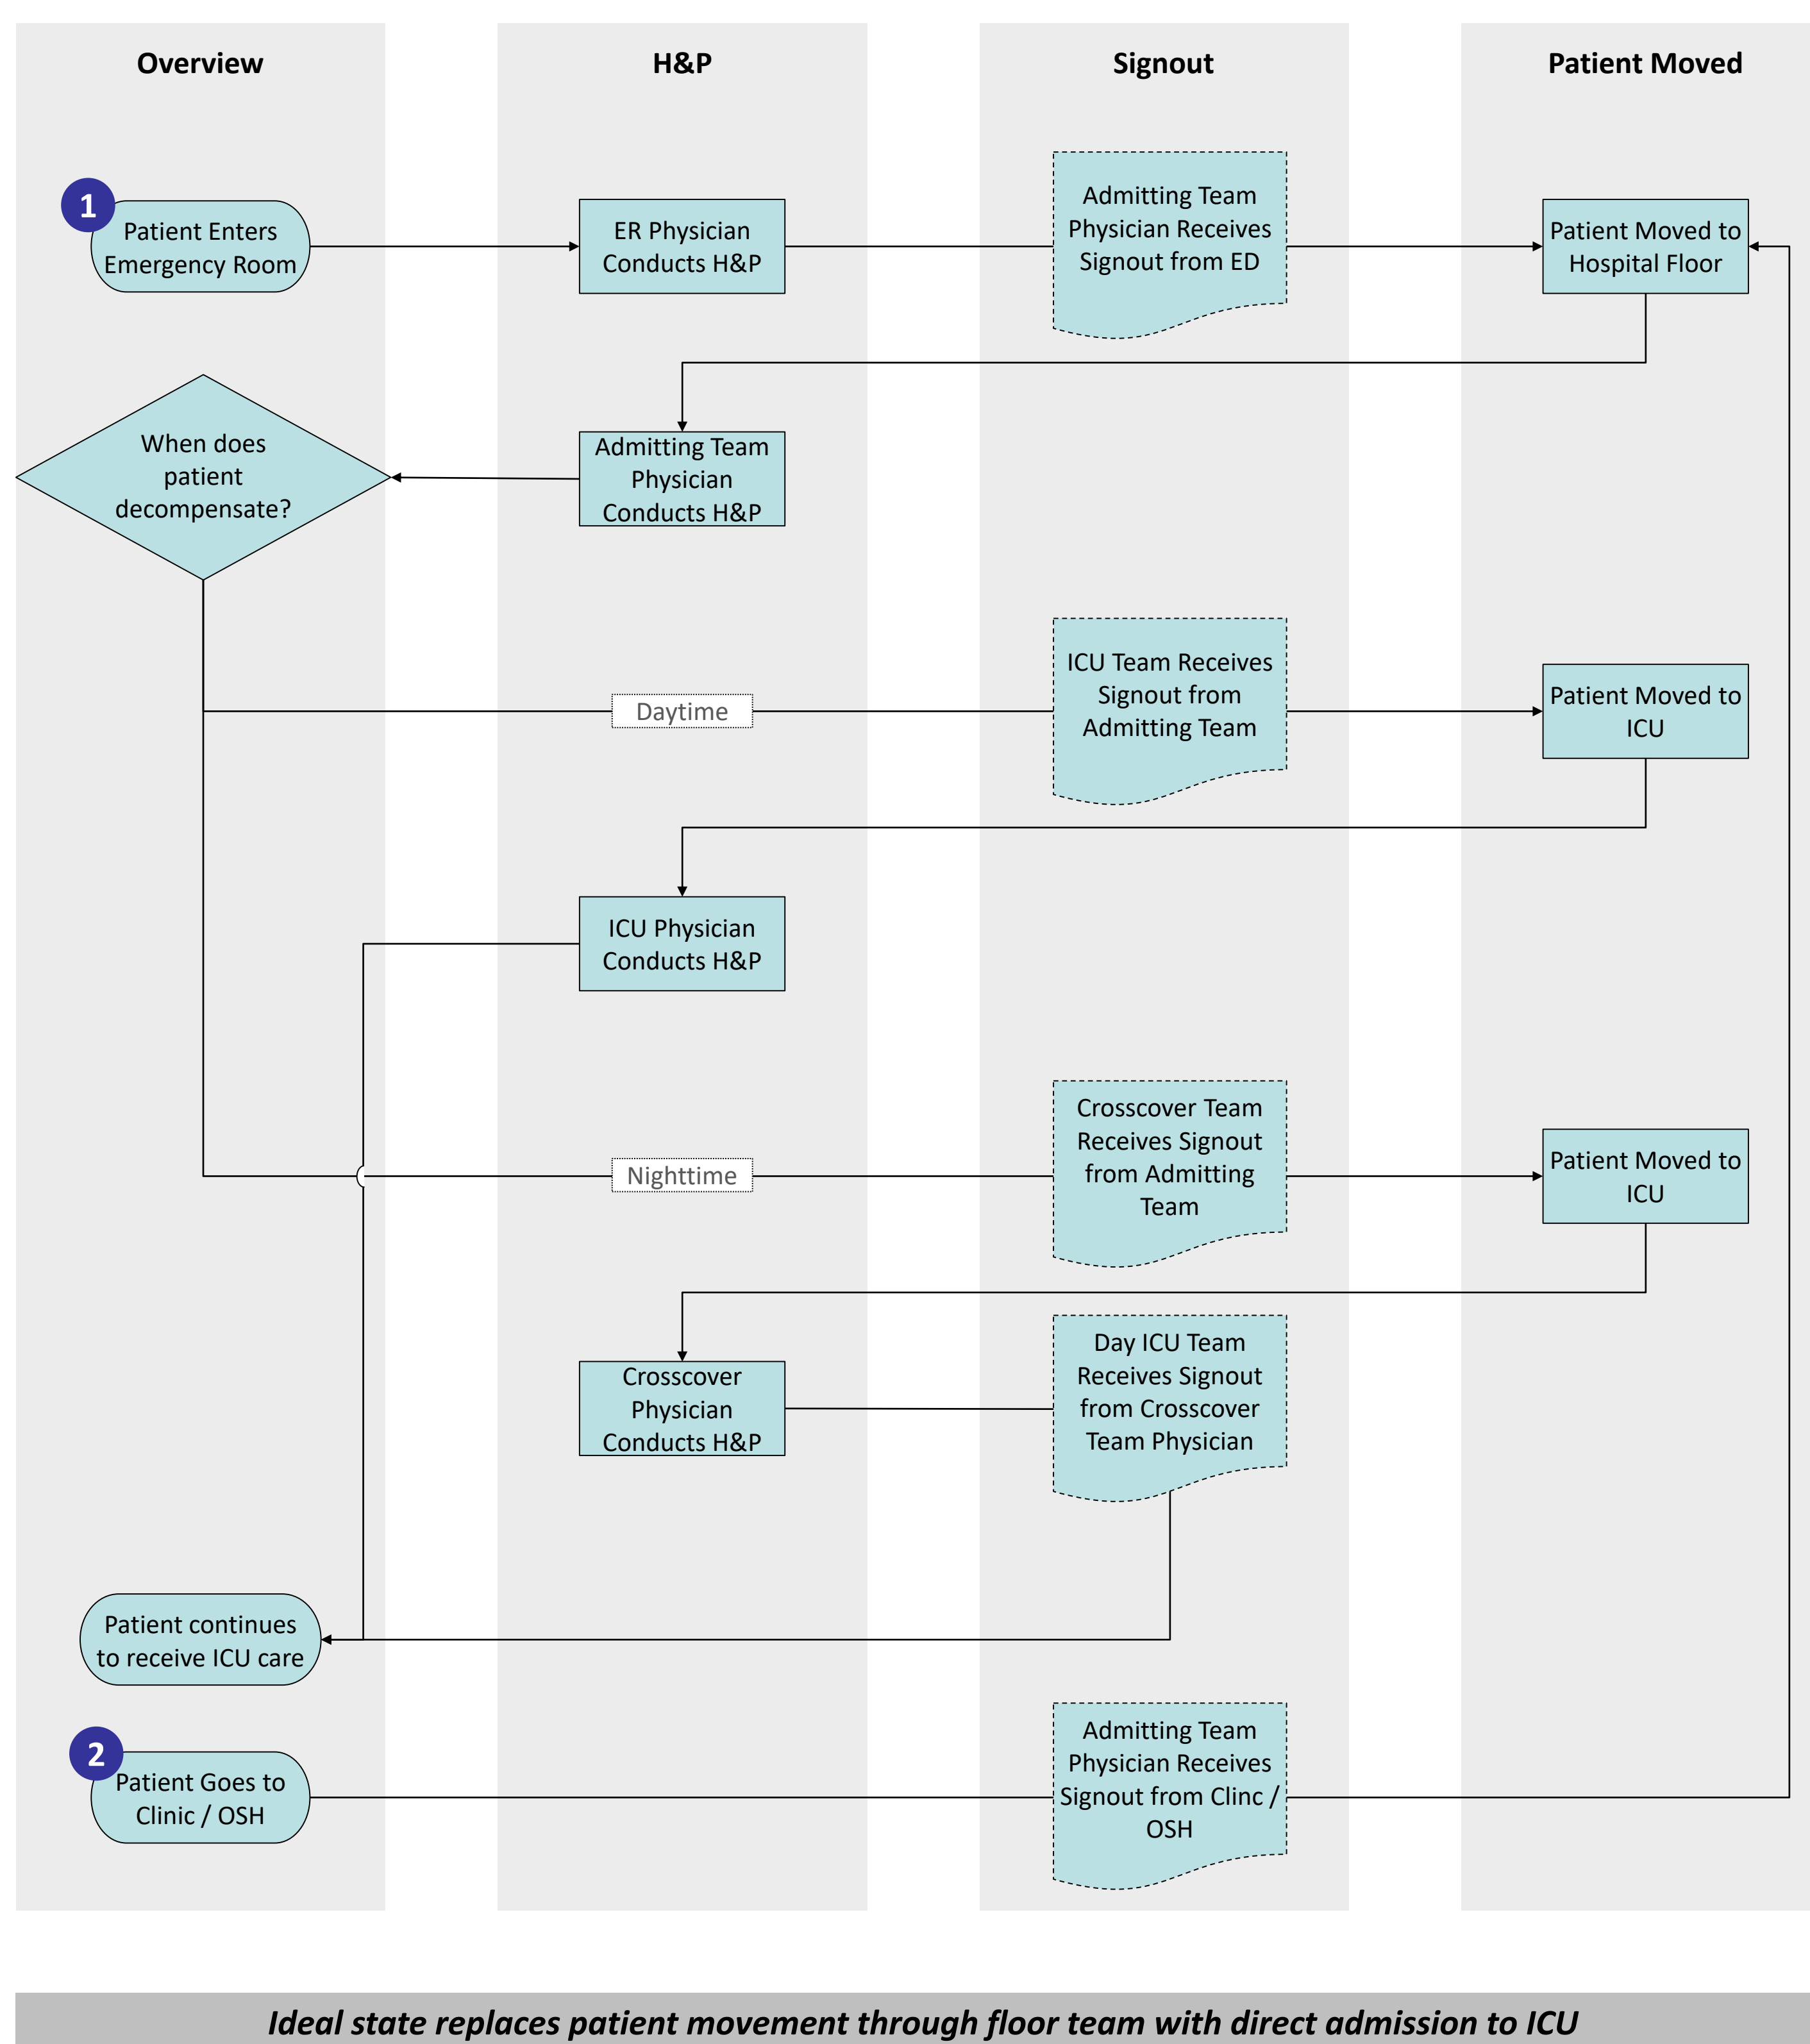 Overview
H&P
Signout
Patient Moved
1
Patient Enters
Emergency Room
ER Physician
Conducts H&P
Admitting Team
Physician Receives
Signout from ED
Patient Moved to
Hospital Floor
When does
patient
decompensate?
Admitting Team
Physician
Conducts H&P
Daytime
ICU Team Receives
Signout from
Admitting Team
Patient Moved to
ICU
ICU Physician
Conducts H&P
Nighttime
Crosscover Team
Receives Signout
from Admitting
Team
Patient Moved to
ICU
Crosscover
Physician
Conducts H&P
Day ICU Team
Receives Signout
from Crosscover
Team Physician
Patient continues
to receive ICU care
2
Patient Goes to
Clinic / OSH
Admitting Team
Physician Receives
Signout from Clinc /
OSH
Ideal state replaces patient movement through floor team with direct admission to ICU